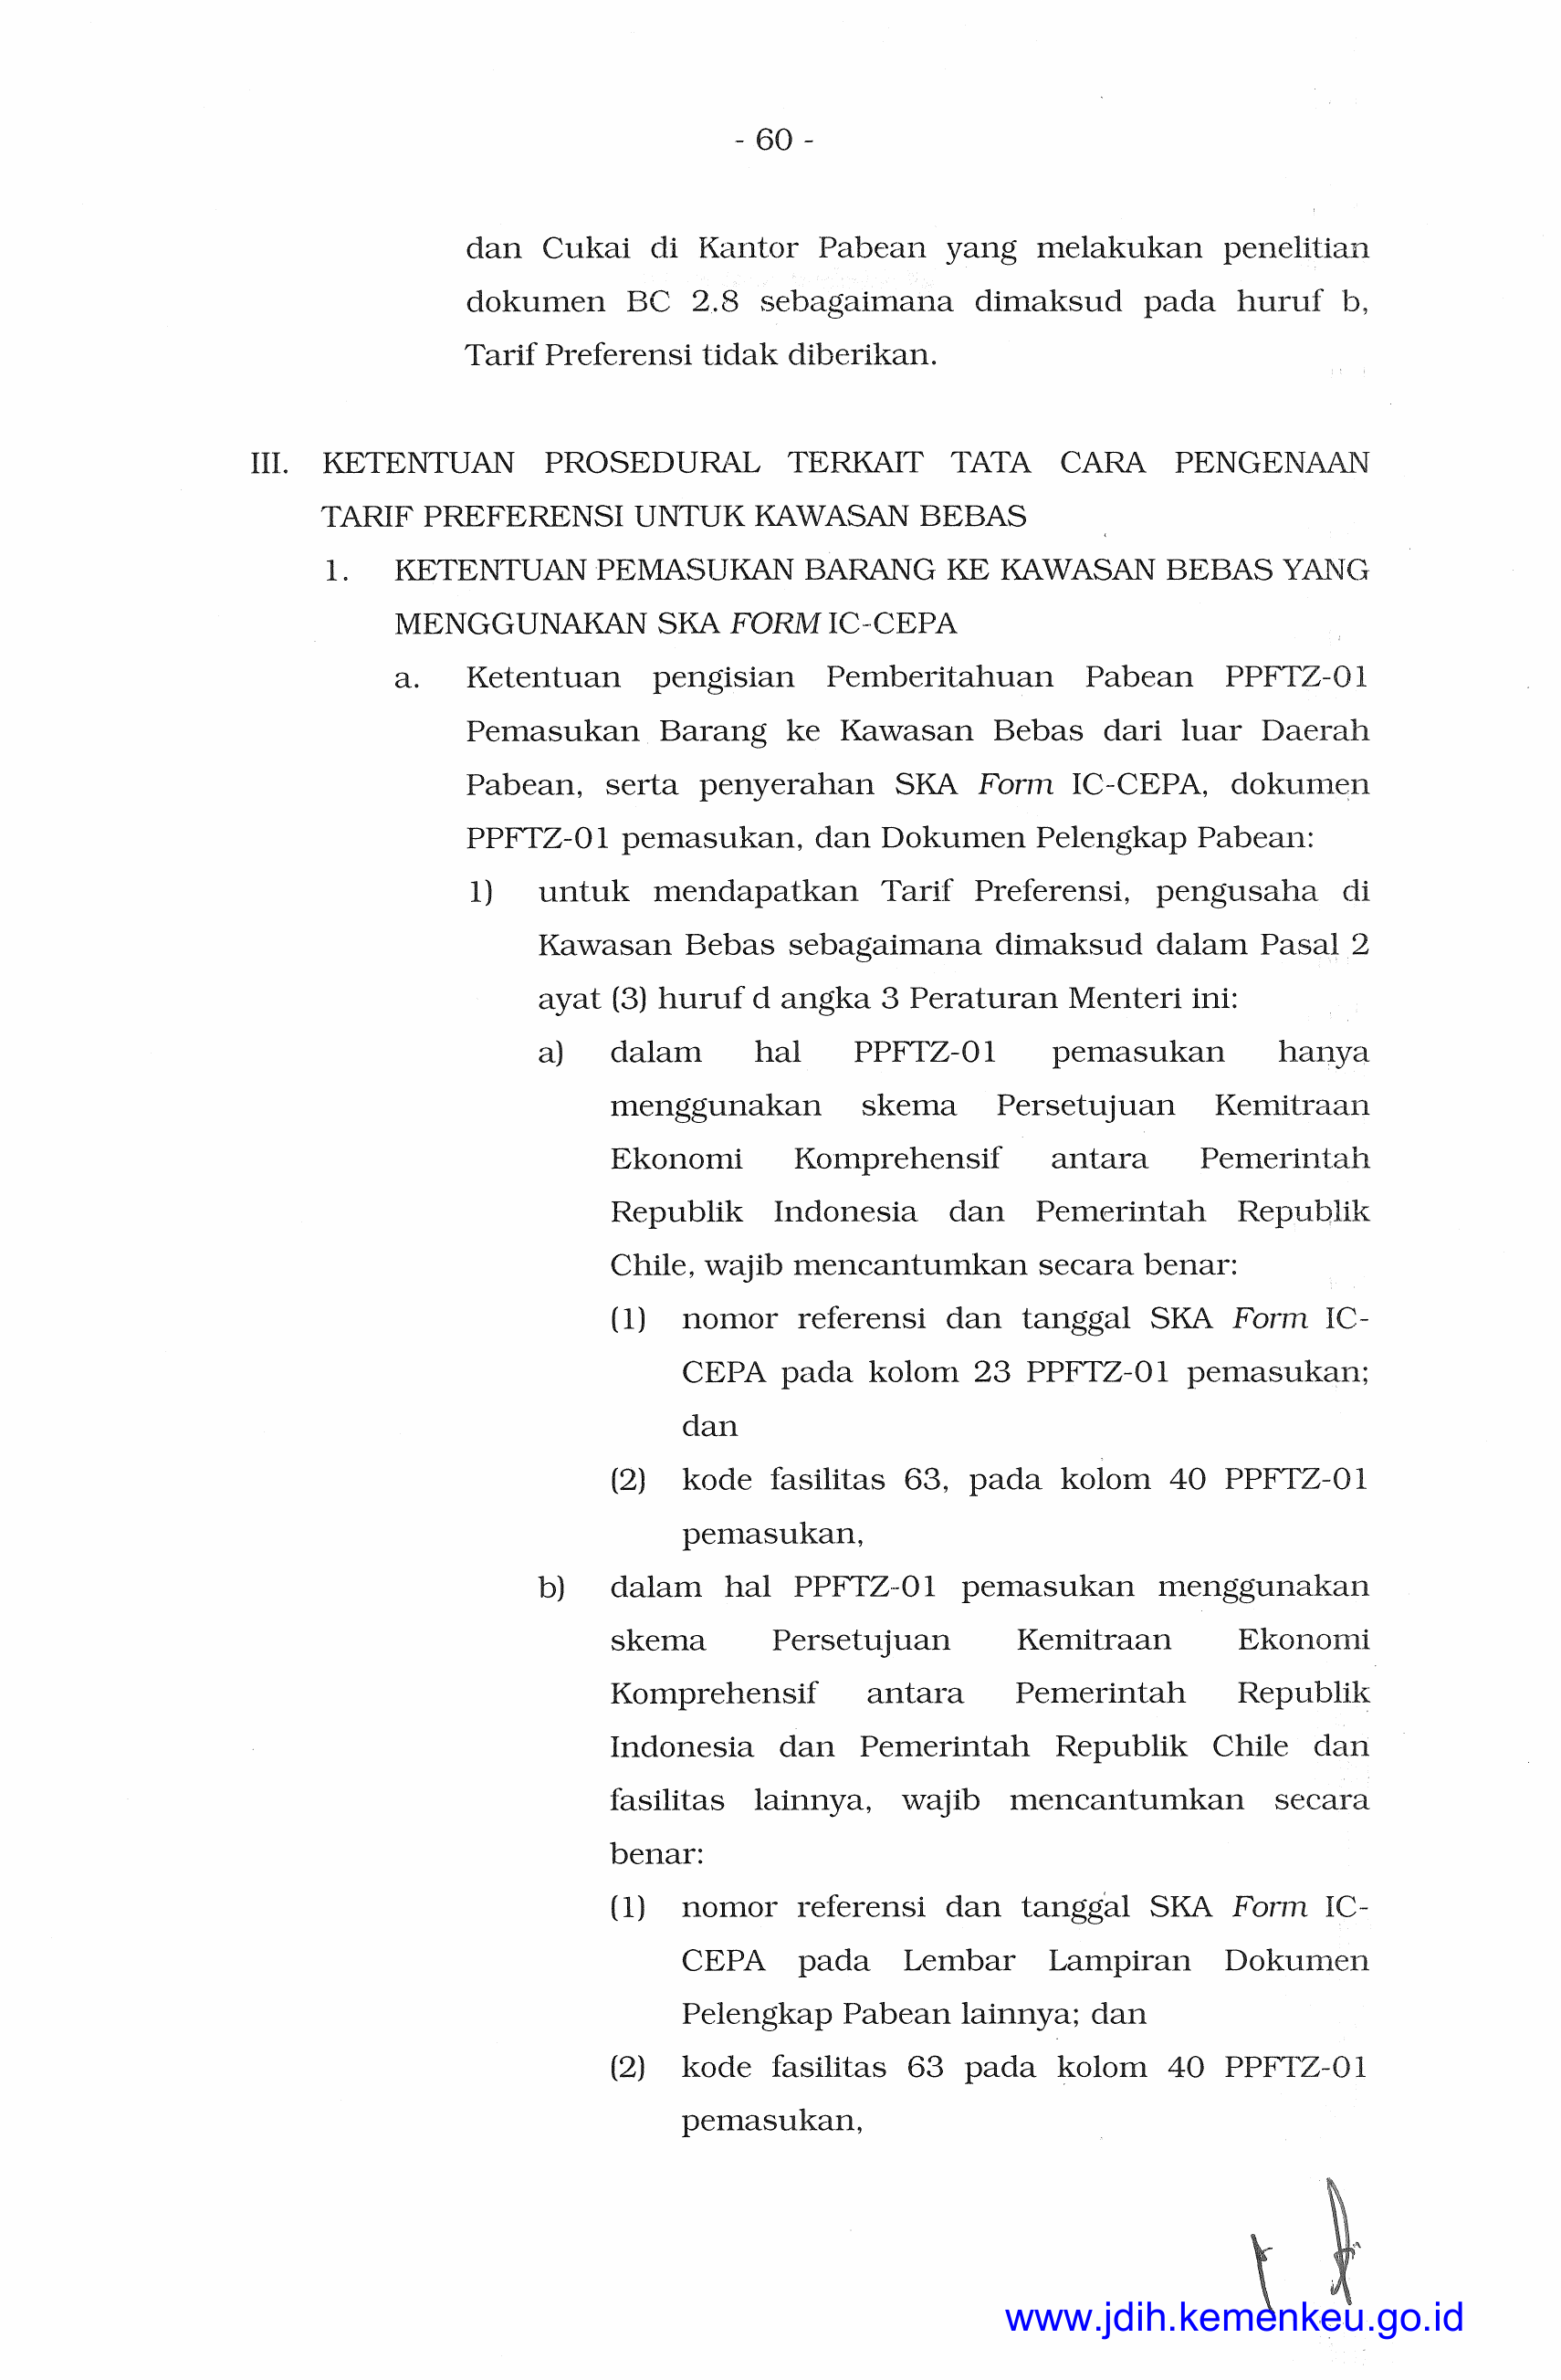 - 60 -
dan Cukai di Kantor Pabean yang melakukan penelitian
dokumen BC 2.8 sebagaimana dimaksud pada huruf b,
Tarif Preferensi tidak diberikan.
III. KETENTUAN PROSEDURAL TERKAIT TATA CARA PENGENAAN
TARIF PREFERENSI UNTUK KAWASAN BEBAS
1. KETENTUAN PEMASUKAN BARANG KE KAWASAN BEBAS YANG
MENGGUNAKAN SKA FORM IC-CEPA
a. Ketentuan pengisian Pemberitahuan Pabean PPFTZ-01
Pemasukan Barang ke Kawasan Bebas dari luar Daerah
Pabean, serta penyerahan SKA Form IC-CEPA, dokumen
PPFTZ-01 pemasukan, dan Dokumen Pelengkap Pabean:
1) untuk mendapatkan Tarif Preferensi, pengusaha di
Kawasan Bebas sebagaimana dimaksud dalam Pasal 2
ayat (3) huruf d angka 3 Peraturan Menteri ini:
a) dalam hal PPFTZ-01 pemasukan hanya
menggunakan skema Persetujuan Kemitraan
Ekonomi Komprehensif antara Pemerintah
Republik Indonesia dan Pemerintah Republik
Chile, wajib mencantumkan secara benar:
(1) nomor referensi dan tanggal SKA Form IC-
CEPA pada kolom 23 PPFTZ-01 pemasukan;
dan
(2) kode fasilitas 63, pada kolom 40 PPFTZ-01
pemasukan,
b) dalam hal PPFTZ-01 pemasukan menggunakan
skema Persetujuan Kemitraan Ekonomi
Komprehensif antara Pemerintah Republik
Indonesia dan Pemerintah Republik Chile dan
fasilitas lainnya, wajib mencantumkan secara
benar:
(1) nomor referensi dan tanggal SKA Form IC-
CEPA pada Lembar Lampiran Dokumen
Pelengkap Pabean lainnya; dan
(2) kode fasilitas 63 pada kolom 40 PPFTZ-01
pemasukan,
www.jdih.kemenkeu.go.id